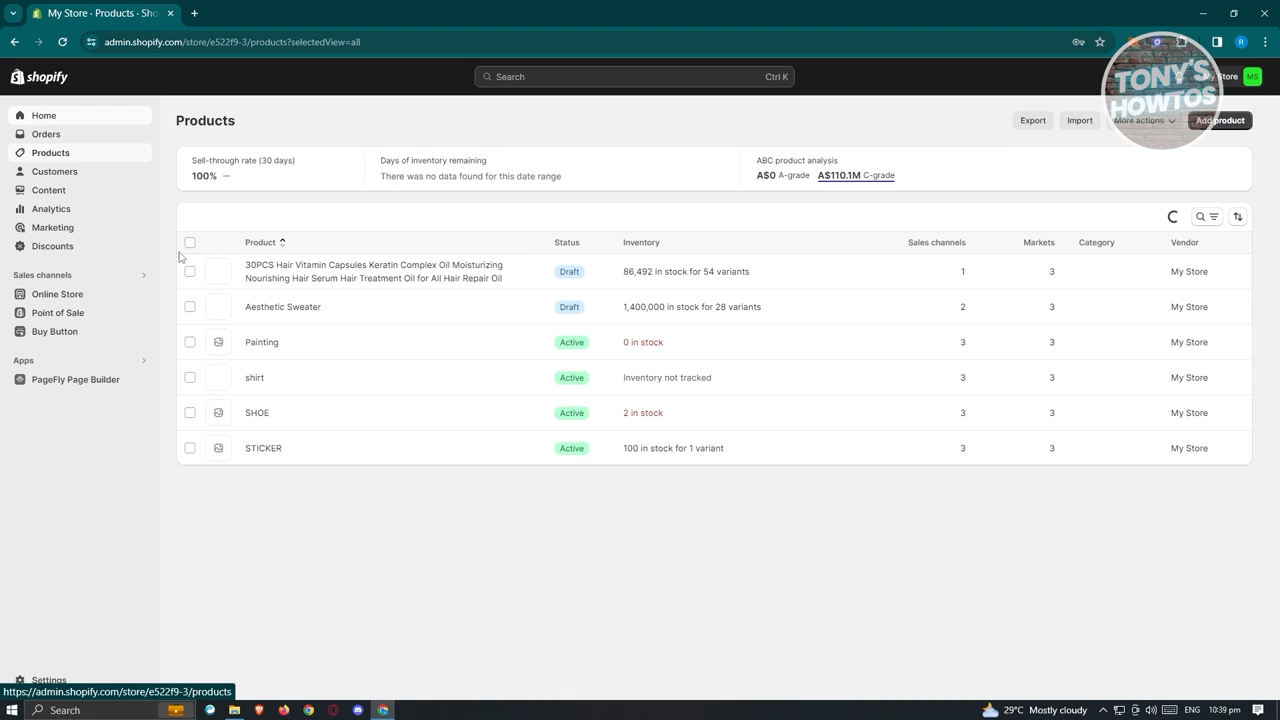 My Store · Products · Sho
admin.shopify.com/store/e522f9-3/products?selectedView=all
R
shopify
Search
Ctrl K
My Store
MS
TONY'S
HOWTOS
Home
Orders
Products
Customers
Content
Analytics
Marketing
Discounts
Sales channels
Online Store
Point of Sale
Buy Button
Apps
PageFly Page Builder
Settings
Products
Export
Import
More actions
Add product
Sell-through rate (30 days)
100% —
Days of inventory remaining
There was no data found for this date range
ABC product analysis
A$0 A-grade A$110.1M C-grade
Product Status Inventory Sales channels Markets Category Vendor
30PCS Hair Vitamin Capsules Keratin Complex Oil Moisturizing
Nourishing Hair Serum Hair Treatment Oil for All Hair Repair Oil
Draft 86,492 in stock for 54 variants 1 3 My Store
Aesthetic Sweater Draft 1,400,000 in stock for 28 variants 2 3 My Store
Painting Active 0 in stock 3 3 My Store
shirt Active Inventory not tracked 3 3 My Store
SHOE Active 2 in stock 3 3 My Store
STICKER Active 100 in stock for 1 variant 3 3 My Store
https://admin.shopify.com/store/e522f9-3/products
Search
29°C Mostly cloudy
ENG
10:39 pm